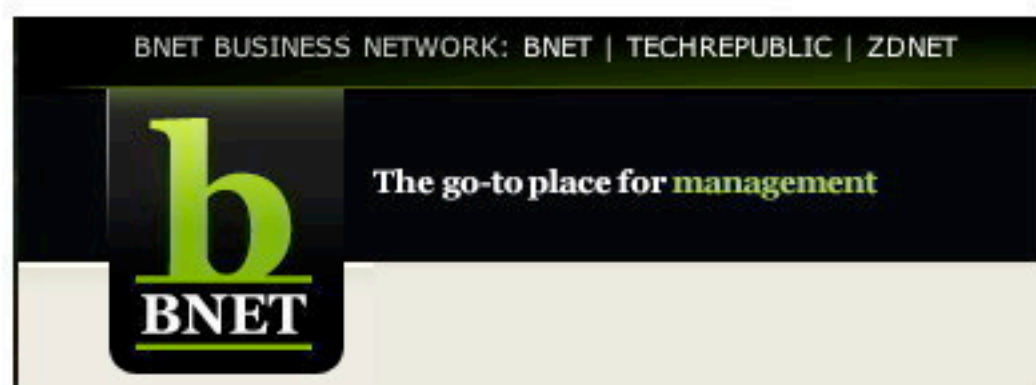 BNET BUSINESS NETWORK: BNET | TECHREPUBLIC | ZDNET
b
The go-to place for management
BNET